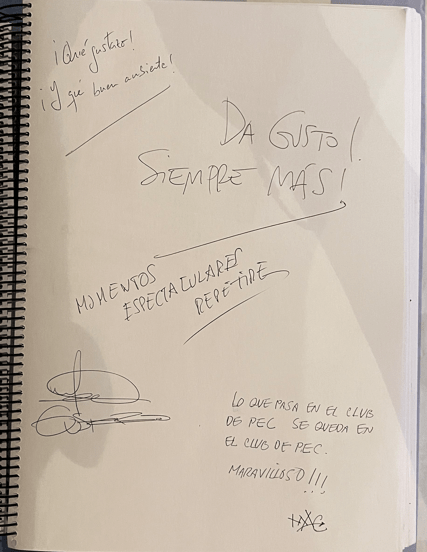 ¡Qué gustazo!
¡Y qué buen ambiente!
DA GUSTO!
SIEMPRE MÁS!
MOMENTOS
ESPECTACULARES
REPETIRE
LO QUE PASA EN EL CLUB
DE PEC SE QUEDA EN
EL CLUB DE PEC.
MARAVILLOSO!!!